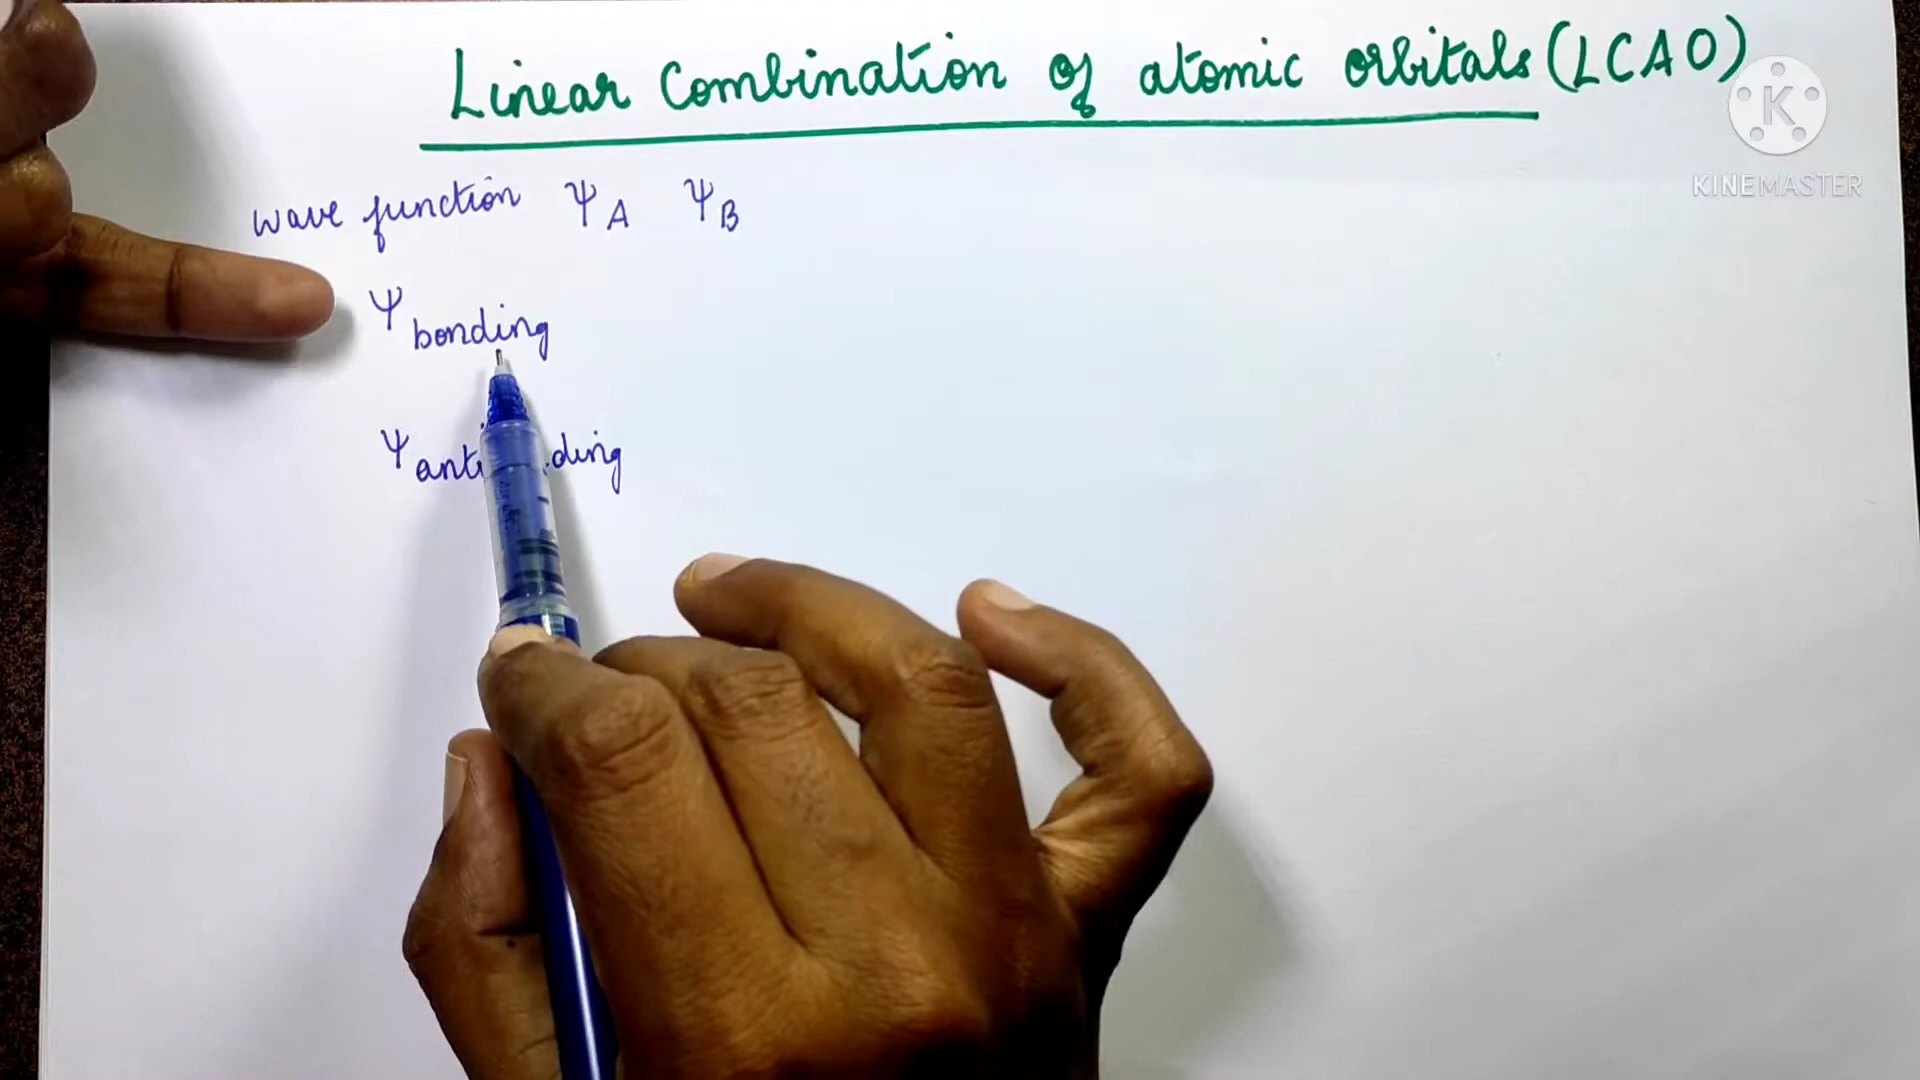 Linear Combination of atomic orbitals (LCAO)
K
KINEMASTER
wave function ψA ψB
ψbonding
ψ